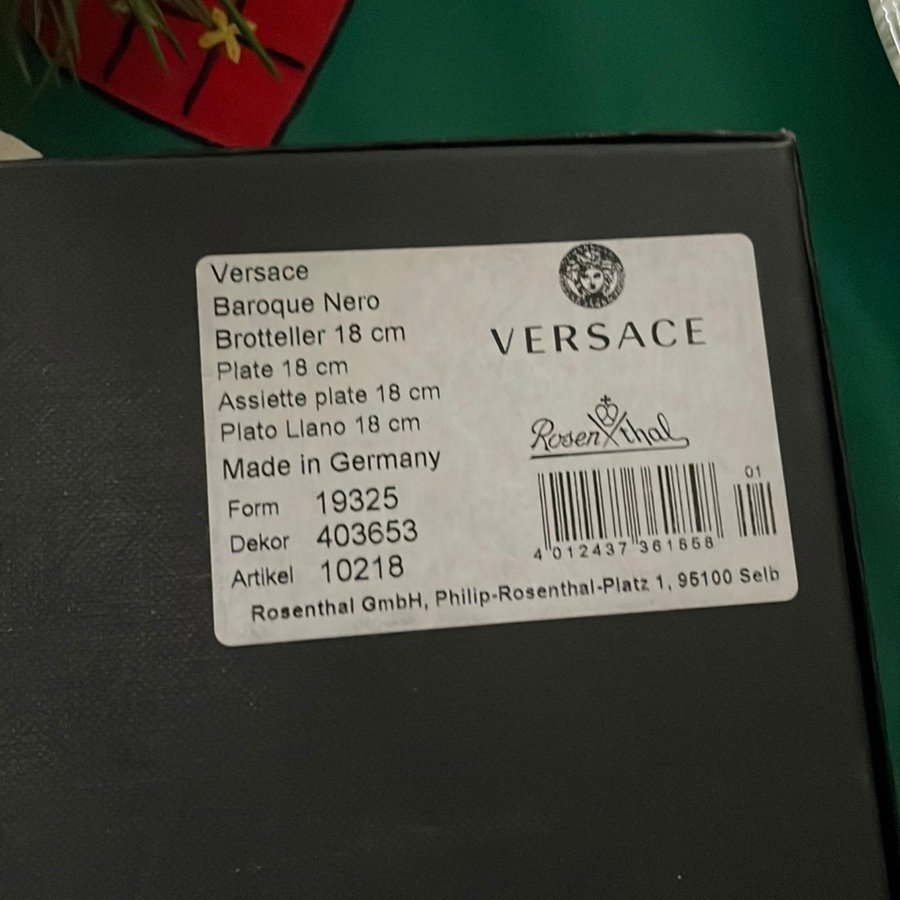 Versace
Baroque Nero
Brotteller 18 cm
Plate 18 cm
Assiette plate 18 cm
Plato Llano 18 cm
Made in Germany
Form 19325
Dekor 403653
Artikel 10218
VERSACE
Rosenthal
01
4 012437 361858
Rosenthal GmbH, Philip-Rosenthal-Platz 1, 95100 Selb